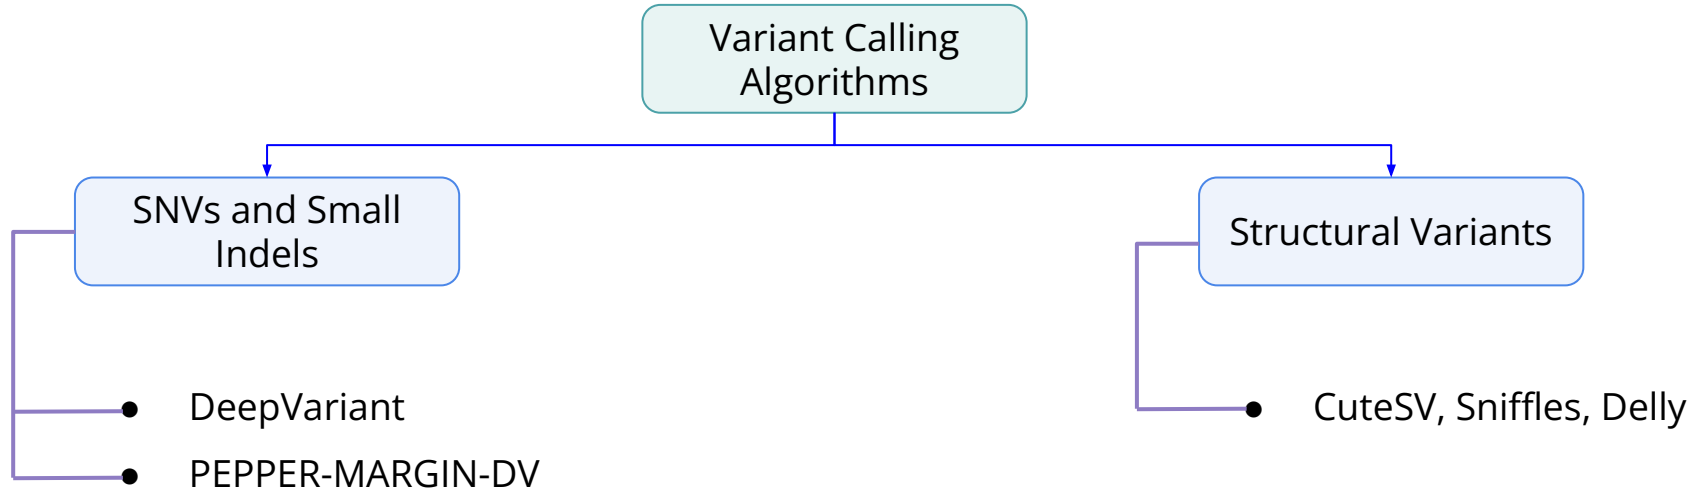 Variant Calling
Algorithms
SNVs and Small
Indels
Structural Variants
DeepVariant
CuteSV, Sniffles, Delly
PEPPER-MARGIN-DV